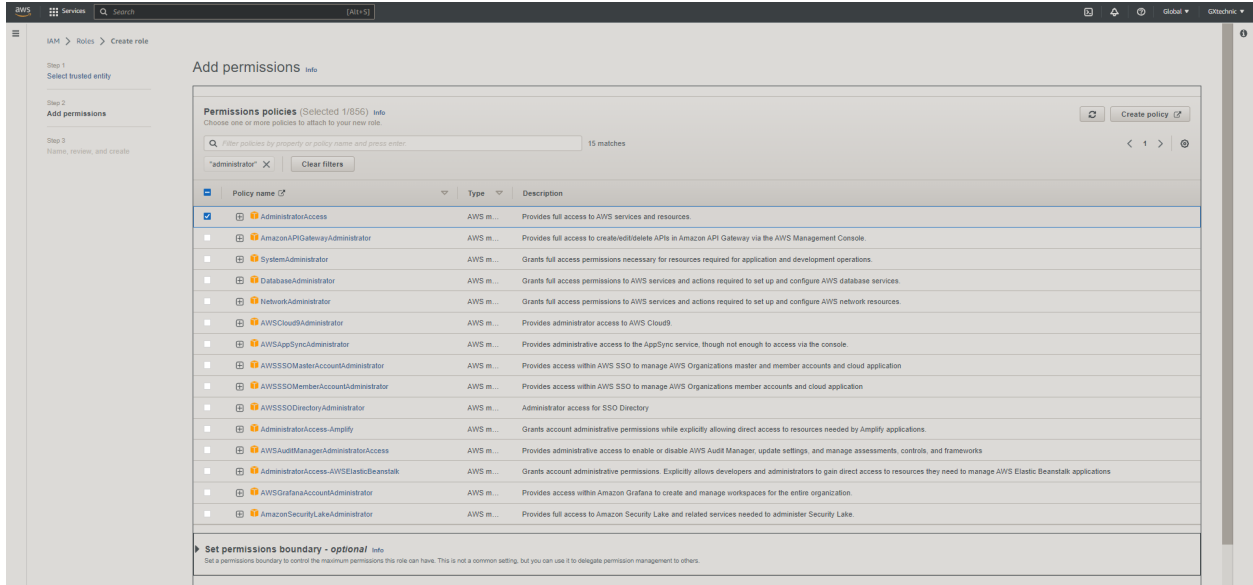 aws Services Search [Alt+S] Global GXtechnic
IAM > Roles > Create role
Step 1
Select trusted entity
Step 2
Add permissions
Step 3
Name, review, and create
Add permissions Info
Permissions policies (Selected 1/856) Info
Choose one or more policies to attach to your new role.
Create policy
Filter policies by property or policy name and press enter.
15 matches
1
"administrator"
Clear filters
Policy name Type Description
AdministratorAccess AWS m... Provides full access to AWS services and resources.
AmazonAPIGatewayAdministrator AWS m... Provides full access to create/edit/delete APIs in Amazon API Gateway via the AWS Management Console.
SystemAdministrator AWS m... Grants full access permissions necessary for resources required for application and development operations.
DatabaseAdministrator AWS m... Grants full access permissions to AWS services and actions required to set up and configure AWS database services.
NetworkAdministrator AWS m... Grants full access permissions to AWS services and actions required to set up and configure AWS network resources.
AWSCloud9Administrator AWS m... Provides administrator access to AWS Cloud9.
AWSAppSyncAdministrator AWS m... Provides administrative access to the AppSync service, though not enough to access via the console.
AWSSSOMasterAccountAdministrator AWS m... Provides access within AWS SSO to manage AWS Organizations master and member accounts and cloud application
AWSSSOMemberAccountAdministrator AWS m... Provides access within AWS SSO to manage AWS Organizations member accounts and cloud application
AWSSSODirectoryAdministrator AWS m... Administrator access for SSO Directory
AdministratorAccess-Amplify AWS m... Grants account administrative permissions while explicitly allowing direct access to resources needed by Amplify applications.
AWSAuditManagerAdministratorAccess AWS m... Provides administrative access to enable or disable AWS Audit Manager, update settings, and manage assessments, controls, and frameworks
AdministratorAccess-AWSElasticBeanstalk AWS m... Grants account administrative permissions. Explicitly allows developers and administrators to gain direct access to resources they need to manage AWS Elastic Beanstalk applications
AWSGrafanaAccountAdministrator AWS m... Provides access within Amazon Grafana to create and manage workspaces for the entire organization.
AmazonSecurityLakeAdministrator AWS m... Provides full access to Amazon Security Lake and related services needed to administer Security Lake.
Set permissions boundary - optional Info
Set a permissions boundary to control the maximum permissions this role can have. This is not a common setting, but you can use it to delegate permission management to others.